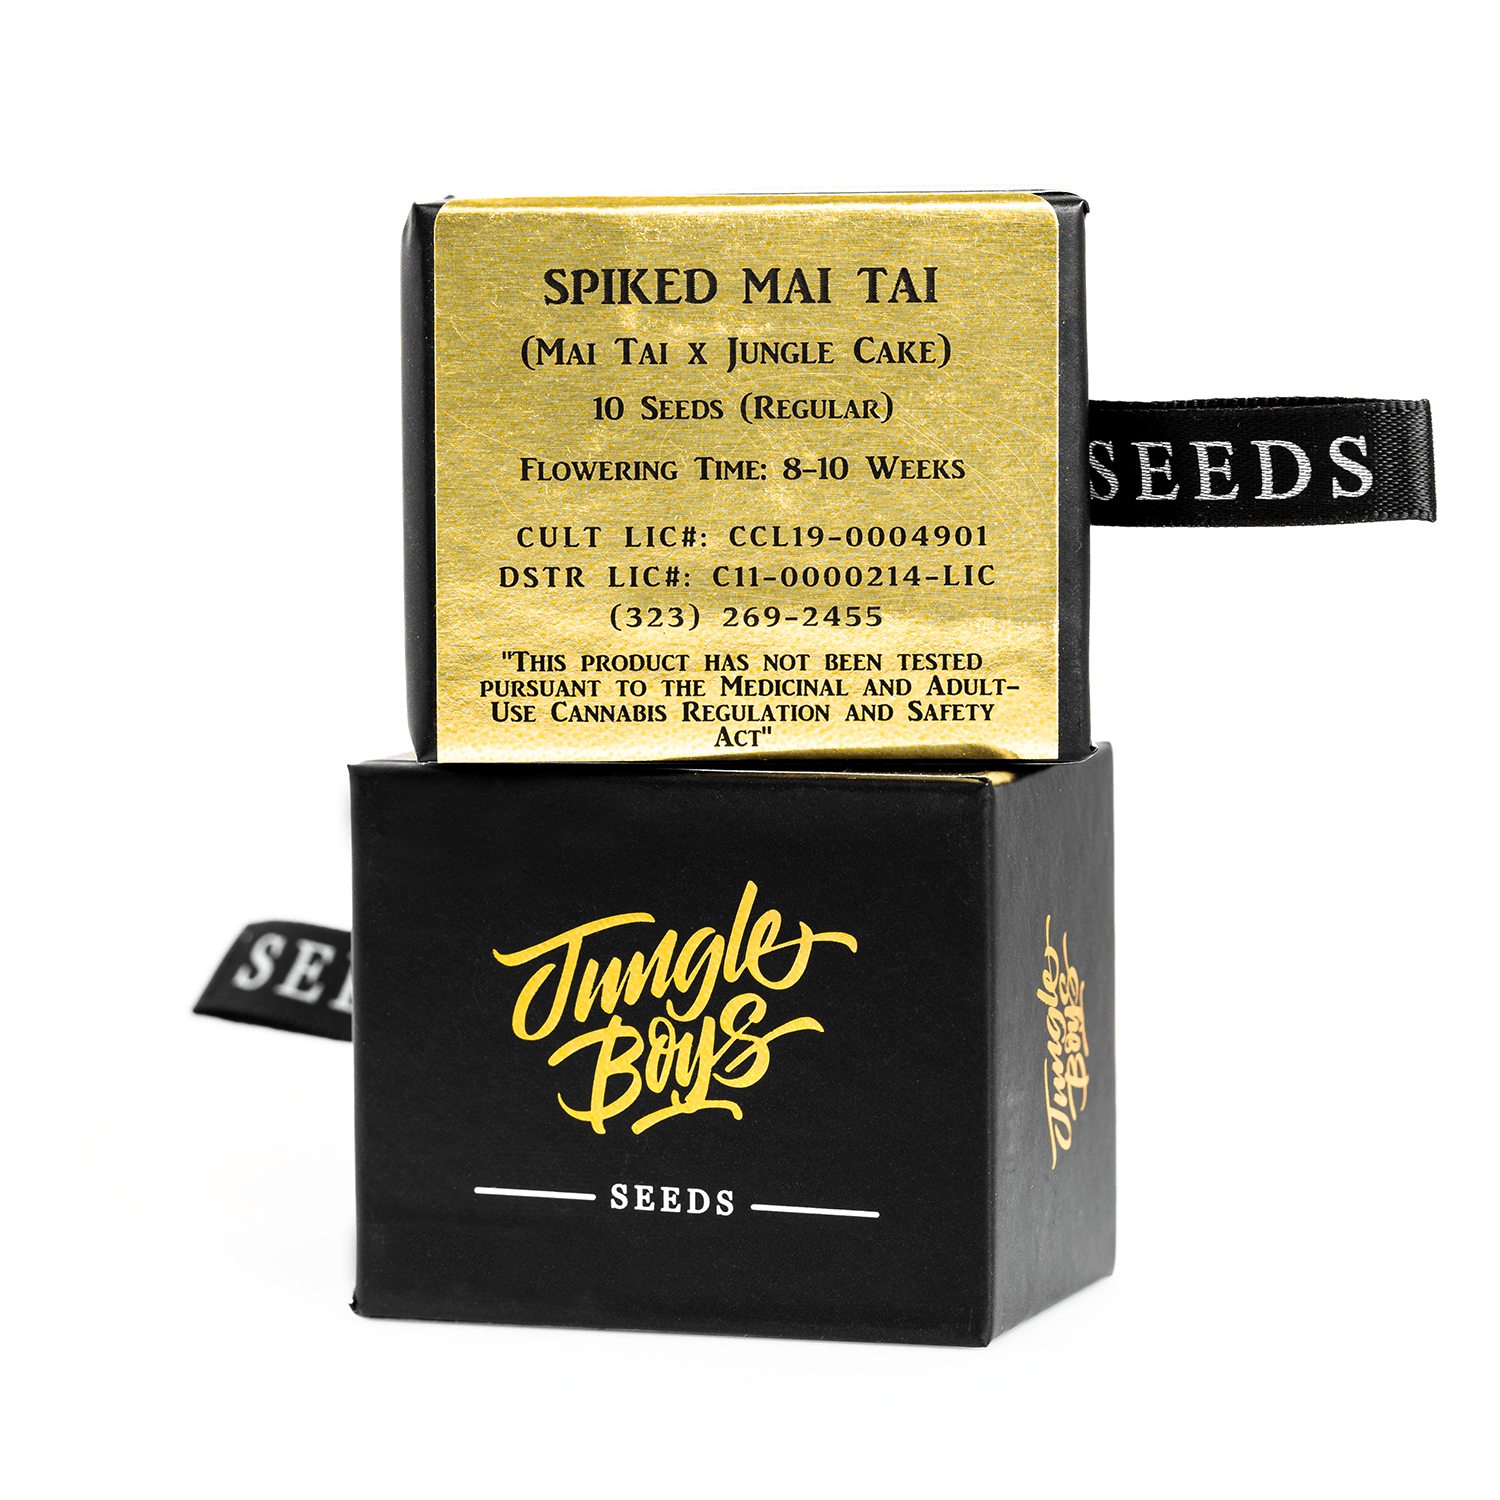 SPIKED MAI TAI
(MAI TAI X JUNGLE CAKE)
10 SEEDS (REGULAR)
FLOWERING TIME: 8-10 WEEKS
CULT LIC#: CCL19-0004901
DSTR LIC#: C11-0000214-LIC
(323) 269-2455
"THIS PRODUCT HAS NOT BEEN TESTED
PURSUANT TO THE MEDICINAL AND ADULT-
USE CANNABIS REGULATION AND SAFETY
ACT"
SEEDS
Jungle
Boys
SEEDS
Jungle
Boys